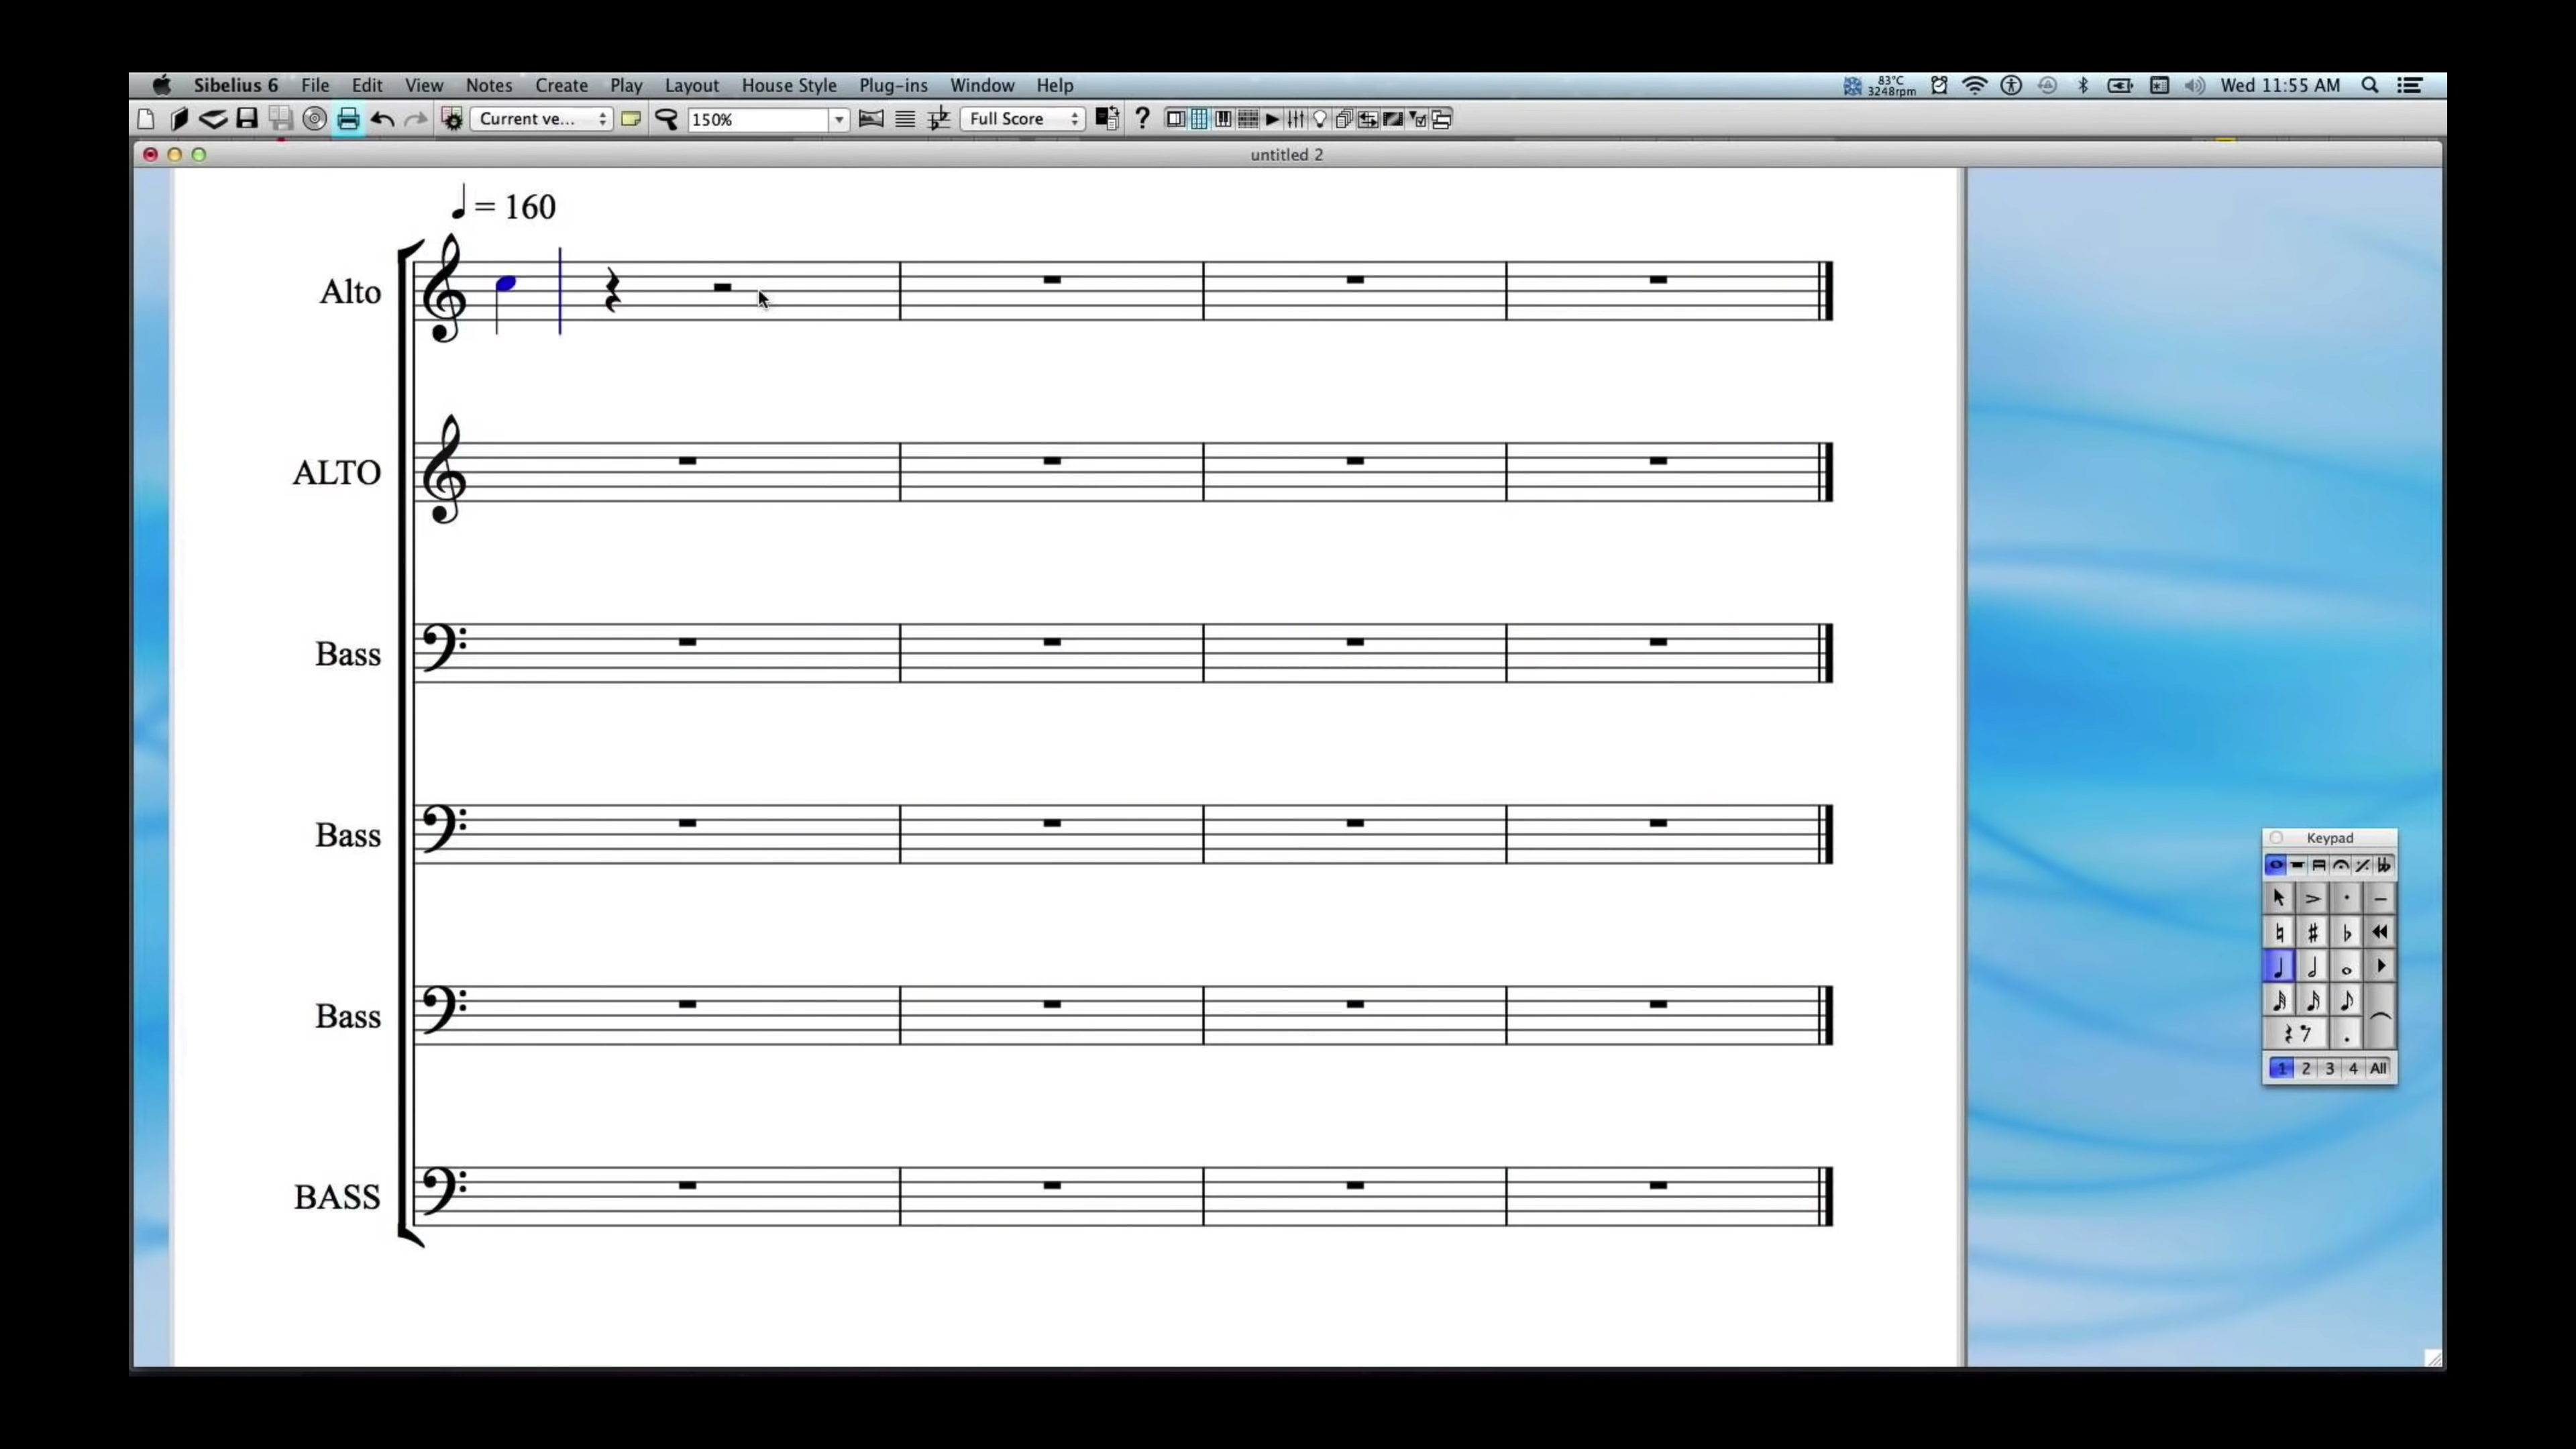 Sibelius 6 File Edit View Notes Create Play Layout House Style Plug-ins Window Help 83°C 3248rpm Wed 11:55 AM
Current ve... 150% Full Score ?
untitled 2
= 160
Alto
ALTO
Bass
Bass
Bass
BASS
Keypad
1 2 3 4 All